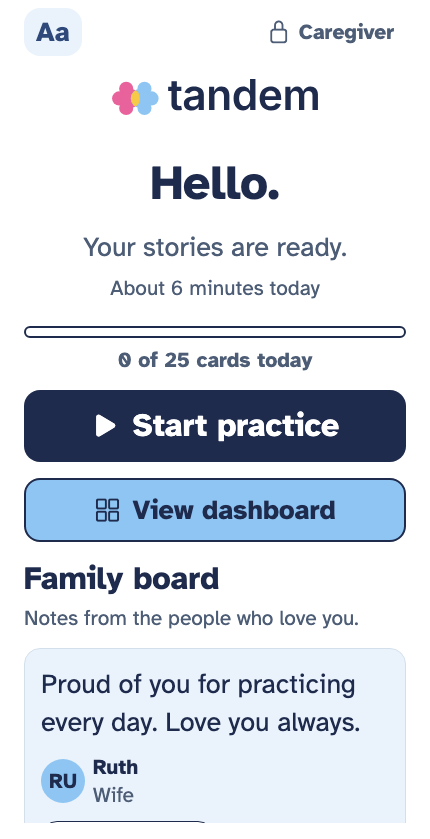 Aa
Caregiver
tandem
Hello.
Your stories are ready.
About 6 minutes today
0 of 25 cards today
Start practice
View dashboard
Family board
Notes from the people who love you.
Proud of you for practicing
every day. Love you always.
RU
Ruth
Wife